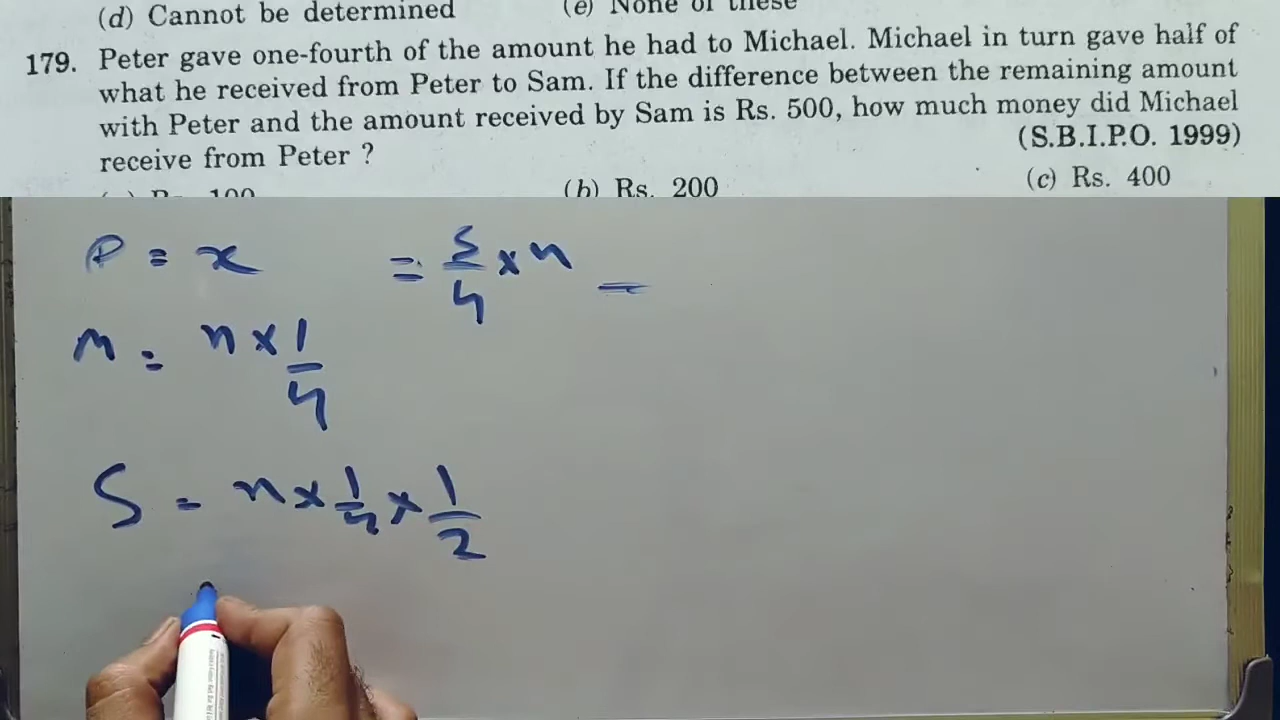 (d) Cannot be determined (e) None of these
179. Peter gave one-fourth of the amount he had to Michael. Michael in turn gave half of
what he received from Peter to Sam. If the difference between the remaining amount
with Peter and the amount received by Sam is Rs. 500, how much money did Michael
receive from Peter ?
(S.B.I.P.O. 1999)
(b) Rs. 200 (c) Rs. 400
P = x = 3/4 × x =
M = x × 1/4
S = x × 1/4 × 1/2